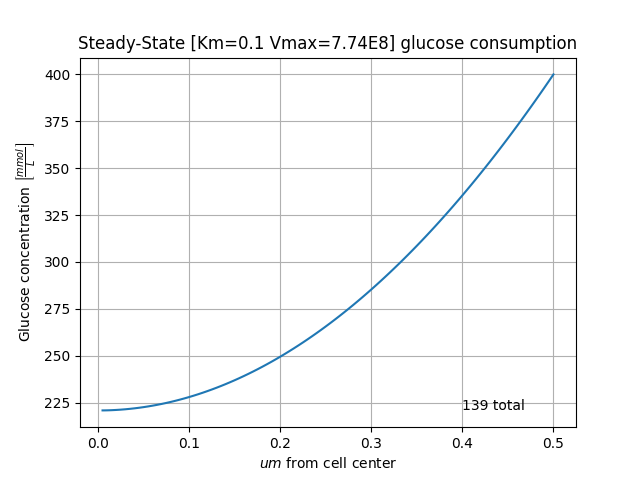 Steady-State [Km=0.1 Vmax=7.74E8] glucose consumption
Glucose concentration [mmol/L]
400
375
350
325
300
275
250
225
139 total
0.0 0.1 0.2 0.3 0.4 0.5
um from cell center